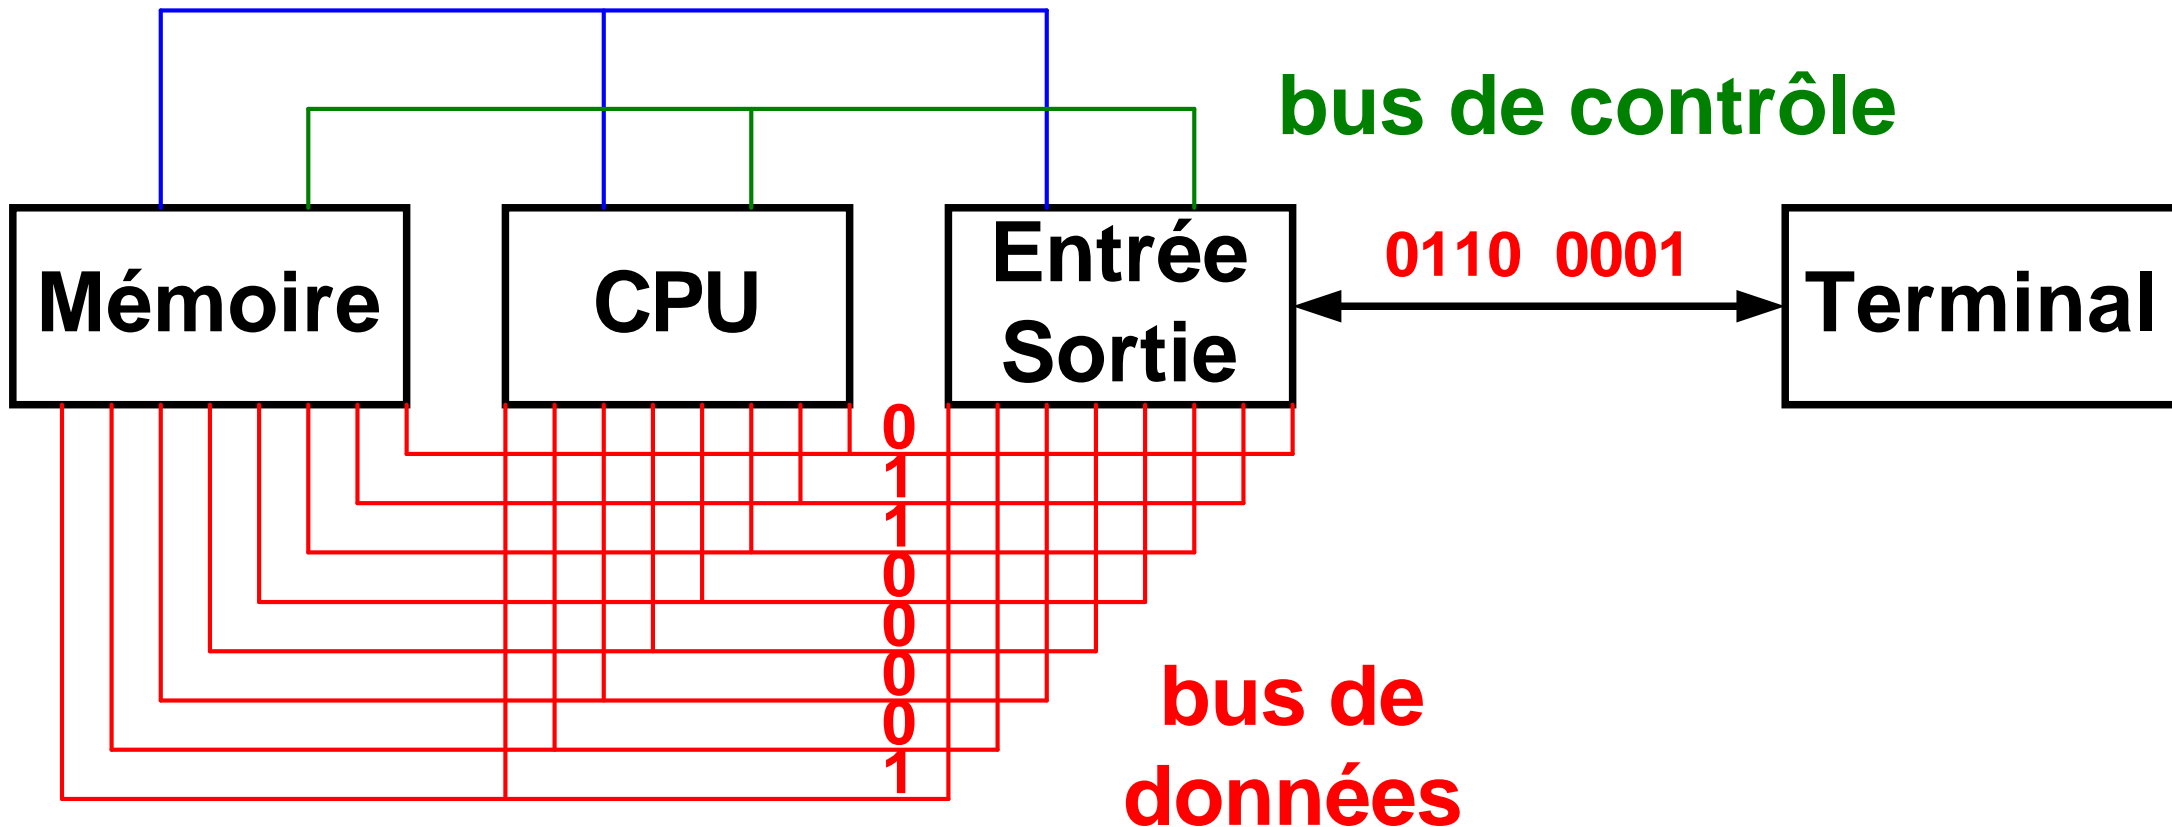 bus de contrôle
Mémoire
CPU
Entrée
Sortie
0110 0001
Terminal
0
1
1
0
0
0
0
1
bus de
données